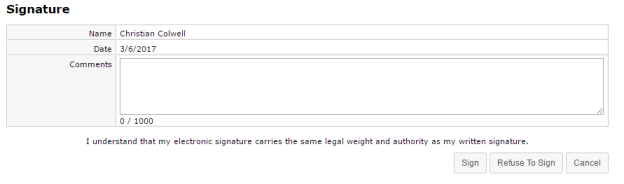 Signature
Name Christian Colwell
Date 3/6/2017
Comments
0 / 1000
I understand that my electronic signature carries the same legal weight and authority as my written signature.
Sign Refuse To Sign Cancel